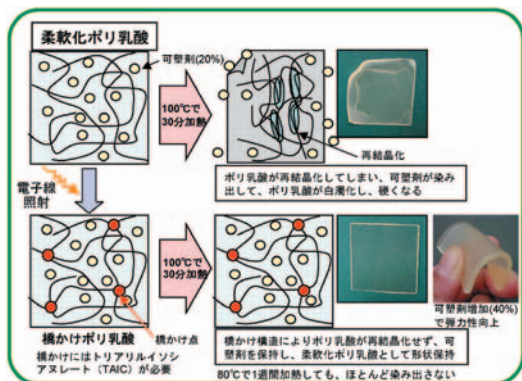 柔軟化ポリ乳酸
可塑剤(20%)
100℃で
30分加熱
再結晶化
ポリ乳酸が再結晶化してしまい、可塑剤が染み
出して、ポリ乳酸が白濁化し、硬くなる
電子線
照射
100℃で
30分加熱
橋かけポリ乳酸
橋かけ点
橋かけにはトリアリルイソシ
アヌレート（TAIC）が必要
可塑剤増加(40%)
で弾力性向上
橋かけ構造によりポリ乳酸が再結晶化せず、可
塑剤を保持し、柔軟化ポリ乳酸として形状保持
80℃で1週間加熱しても、ほとんど染み出さない